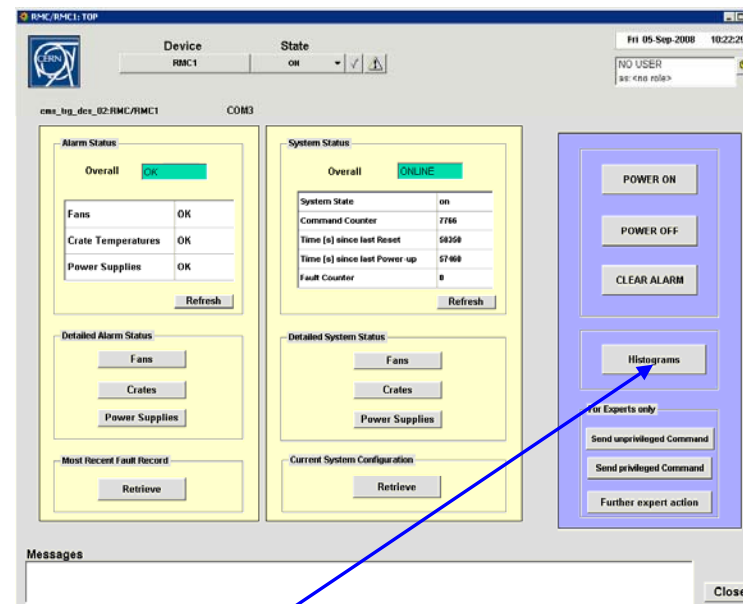 RMC/RMC1: TOP
Fri 05-Sep-2008 10:22:29
CERN
Device State
RMC1 ON
NO USER
as: <no role>
RMC/RMC1 COM3
Alarm Status
Overall OK
Fans OK
Crate Temperatures OK
Power Supplies OK
Refresh
Detailed Alarm Status
Fans
Crates
Power Supplies
Most Recent Fault Record
Retrieve
System Status
Overall ONLINE
System State on
Command Counter 7766
Time [s] since last Reset 50350
Time [s] since last Power-up 57460
Fault Counter 0
Refresh
Detailed System Status
Fans
Crates
Power Supplies
Current System Configuration
Retrieve
POWER ON
POWER OFF
CLEAR ALARM
Histograms
For Experts only
Send unprivileged Command
Send privileged Command
Further expert action
Messages
Close